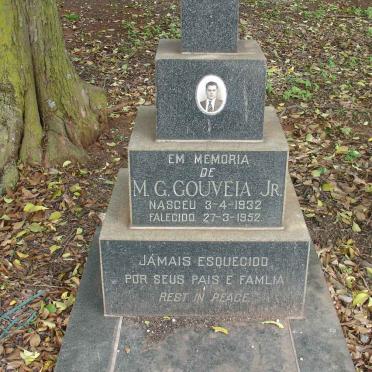 EM MEMORIA
DE
M. G. GOUVEIA JR.
NASCEU 3-4-1932
FALECIDO 27-3-1952
JÁMAIS ESQUECIDO
POR SEUS PAIS E FAMLIA
REST IN PEACE